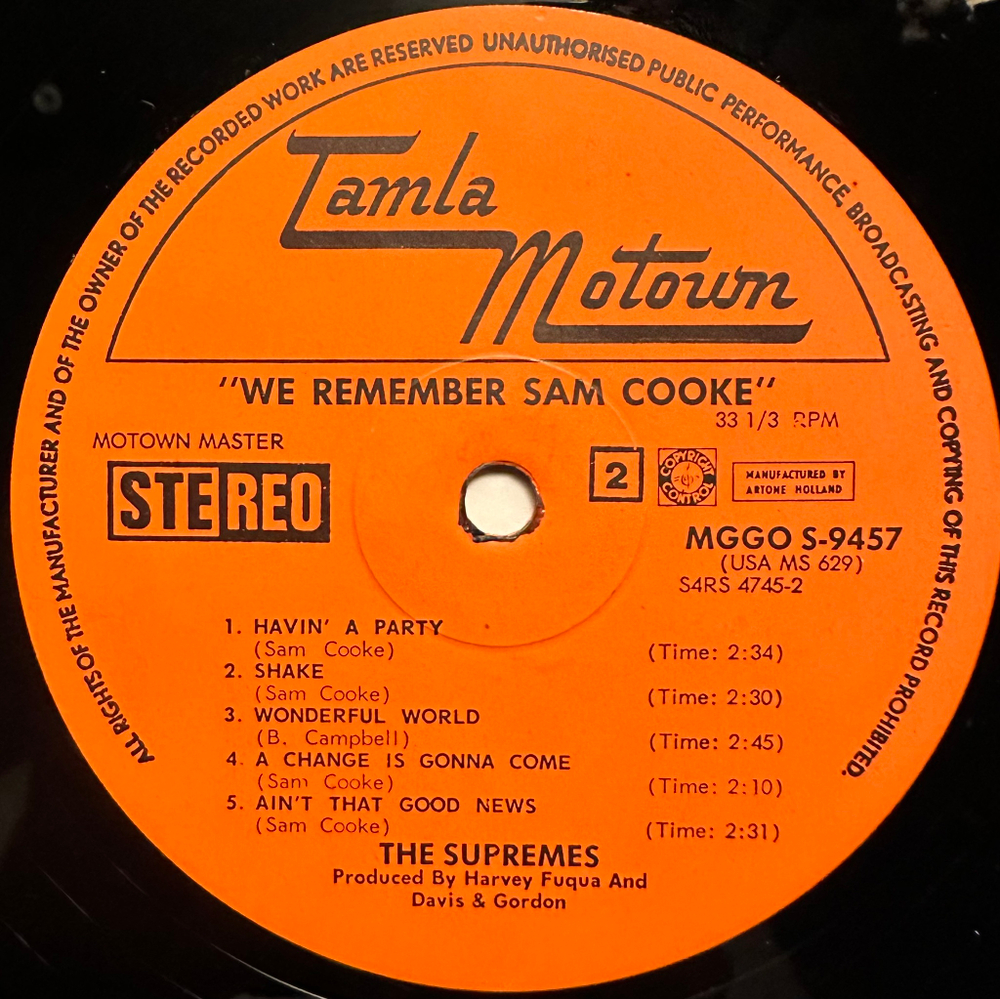 ALL RIGHTS OF THE MANUFACTURER AND OF THE OWNER OF THE RECORDED WORK ARE RESERVED UNAUTHORISED PUBLIC PERFORMANCE, BROADCASTING AND COPYING OF THIS RECORD PROHIBITED.
Tamla
Motown
"WE REMEMBER SAM COOKE"
33 1/3 RPM
MOTOWN MASTER
STEREO
2
COPYRIGHT
CONTROL
MANUFACTURED BY
ARTONE HOLLAND
MGGO S-9457
(USA MS 629)
S4RS 4745-2
1. HAVIN' A PARTY
(Sam Cooke) (Time: 2:34)
2. SHAKE
(Sam Cooke) (Time: 2:30)
3. WONDERFUL WORLD
(B. Campbell) (Time: 2:45)
4. A CHANGE IS GONNA COME
(Sam Cooke) (Time: 2:10)
5. AIN'T THAT GOOD NEWS
(Sam Cooke) (Time: 2:31)
THE SUPREMES
Produced By Harvey Fuqua And
Davis & Gordon